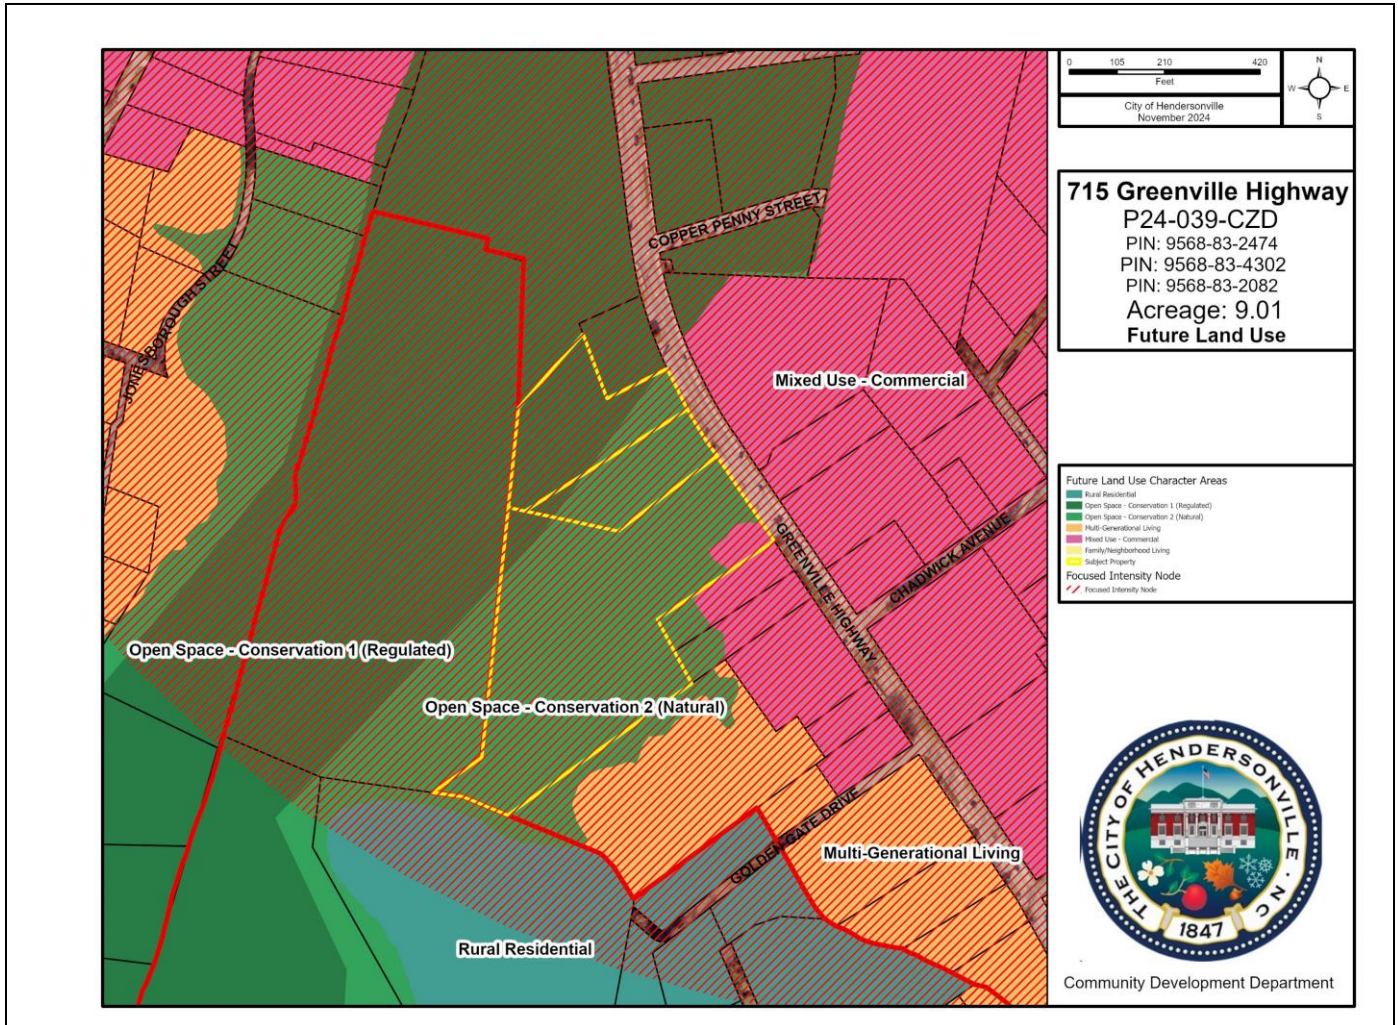 0 105 210 420
Feet
N
W E
S
City of Hendersonville
November 2024
715 Greenville Highway
P24-039-CZD
PIN: 9568-83-2474
PIN: 9568-83-4302
PIN: 9568-83-2082
Acreage: 9.01
Future Land Use
COPPER PENNY STREET
JONESBOROUGH STREET
Mixed Use - Commercial
GREENVILLE HIGHWAY
CHADWICK AVENUE
Open Space - Conservation 1 (Regulated)
Open Space - Conservation 2 (Natural)
GOLDEN GATE DRIVE
Multi-Generational Living
Rural Residential
Future Land Use Character Areas
Rural Residential
Open Space - Conservation 1 (Regulated)
Open Space - Conservation 2 (Natural)
Multi-Generational Living
Mixed Use - Commercial
Family/Neighborhood Living
Subject Property
Focused Intensity Node
Focused Intensity Node
THE CITY OF HENDERSONVILLE · NC
1847
Community Development Department